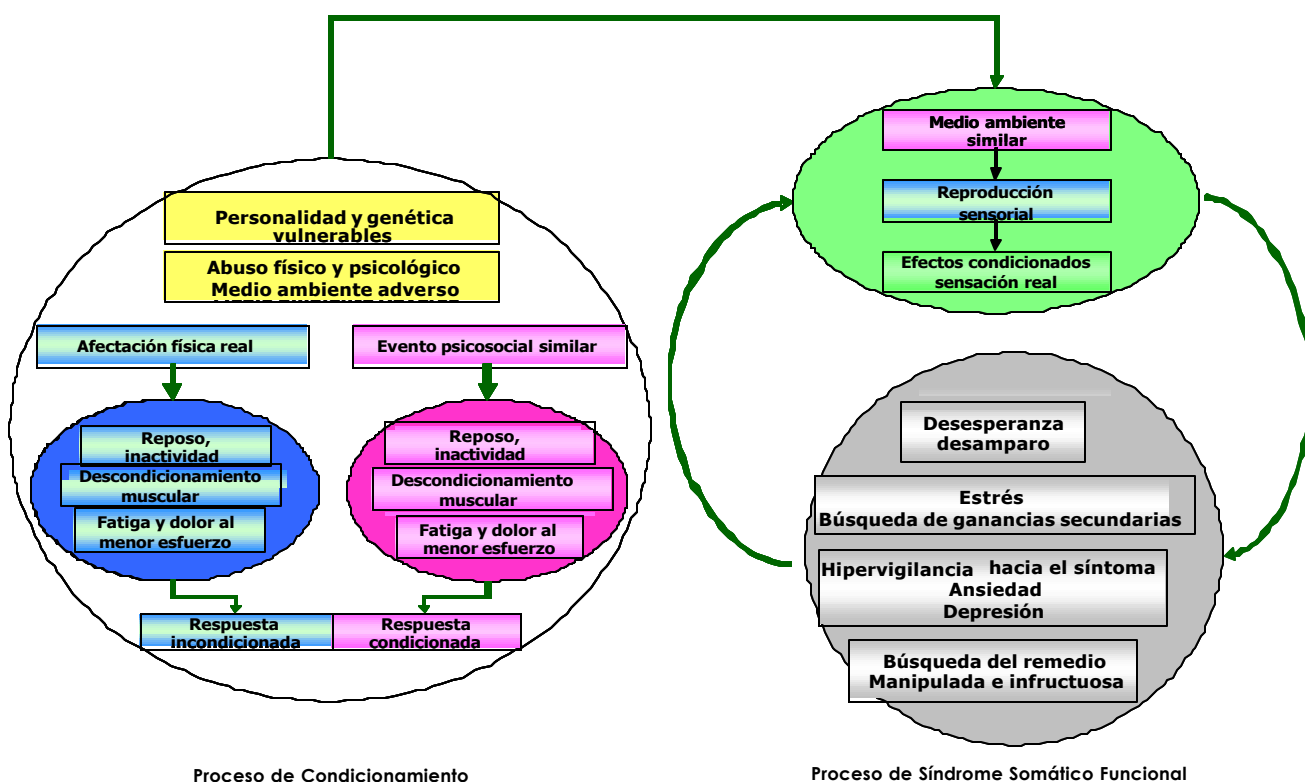 Personalidad y genética
vulnerables
Abuso físico y psicológico
Medio ambiente adverso
Afectación física real
Evento psicosocial similar
Reposo,
inactividad
Descondicionamiento
muscular
Fatiga y dolor al
menor esfuerzo
Reposo,
inactividad
Descondicionamiento
muscular
Fatiga y dolor al
menor esfuerzo
Respuesta
incondicionada
Respuesta
condicionada
Proceso de Condicionamiento
Medio ambiente
similar
Reproducción
sensorial
Efectos condicionados
sensación real
Desesperanza
desamparo
Estrés
Búsqueda de ganancias secundarias
Hipervigilancia hacia el síntoma
Ansiedad
Depresión
Búsqueda del remedio
Manipulada e infructuosa
Proceso de Síndrome Somático Funcional